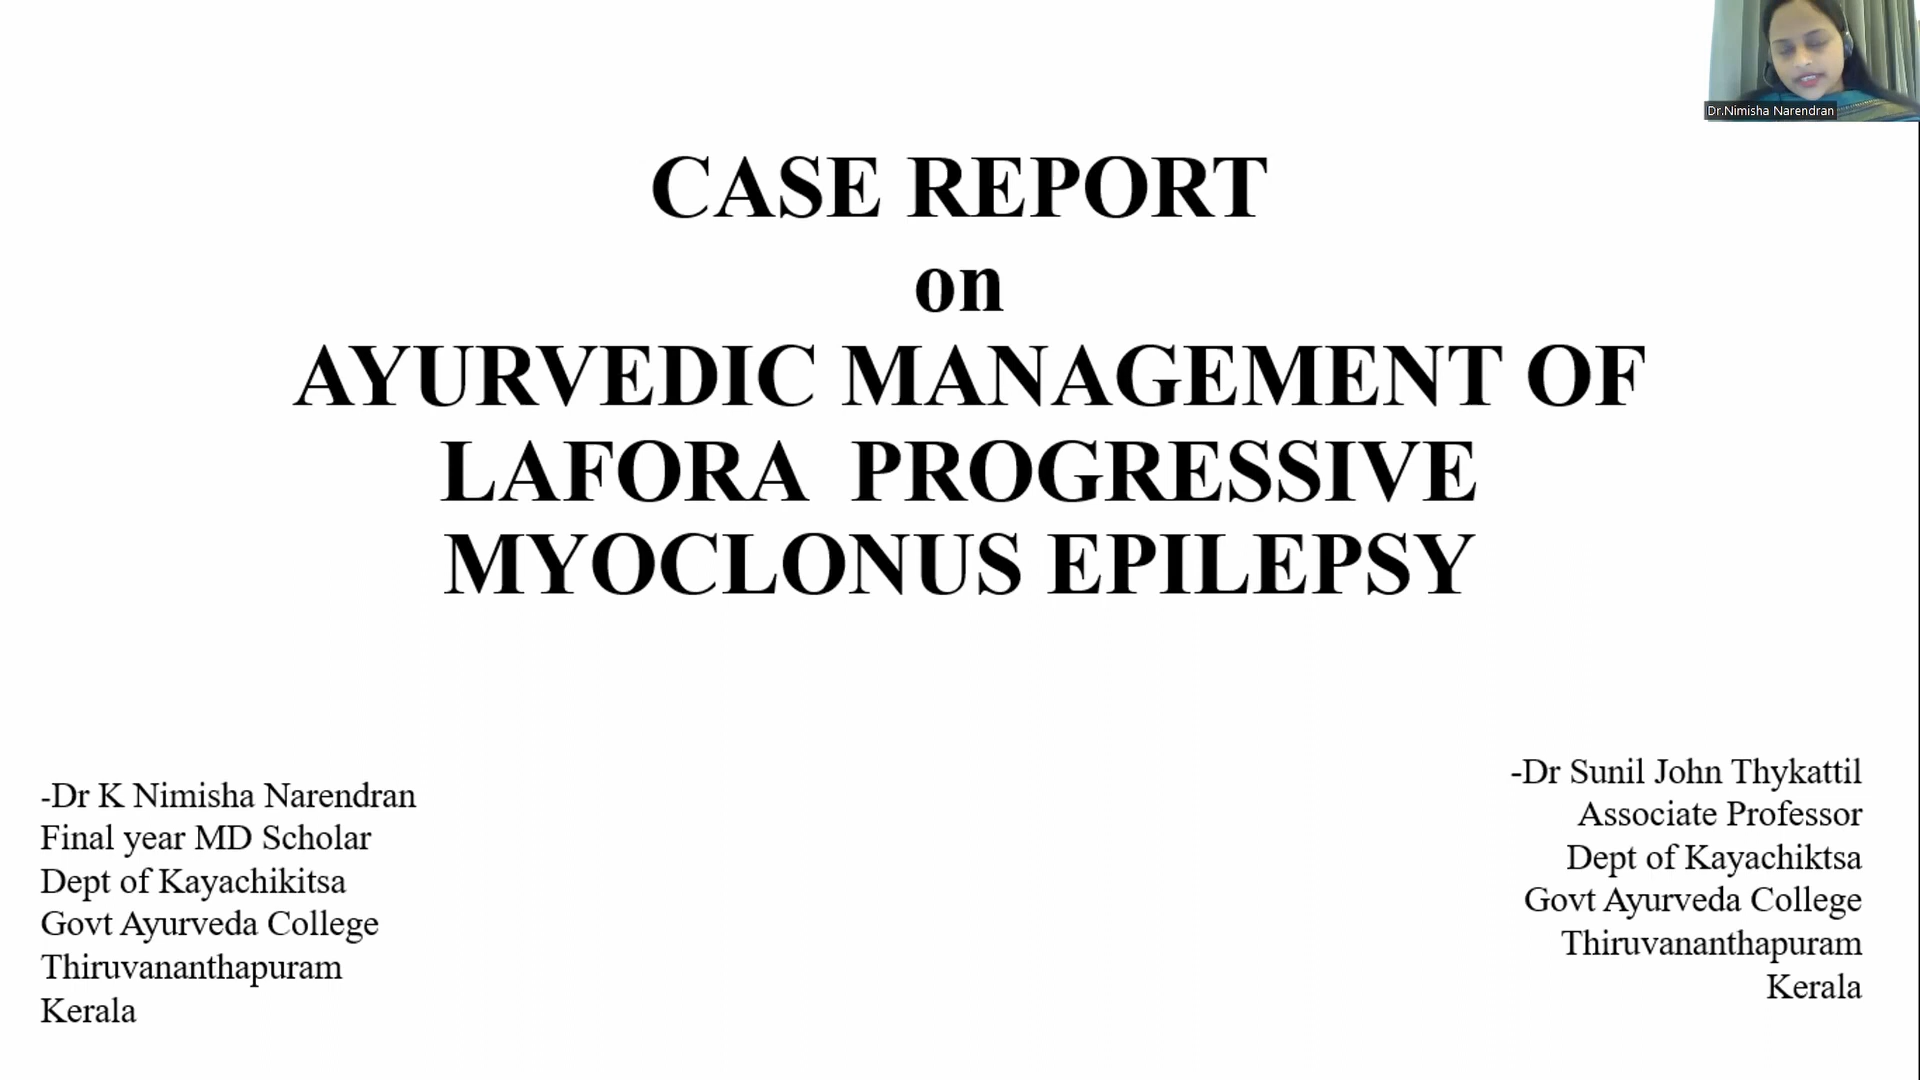 Dr.Nimisha Narendran
CASE REPORT
on
AYURVEDIC MANAGEMENT OF
LAFORA PROGRESSIVE
MYOCLONUS EPILEPSY
-Dr K Nimisha Narendran
Final year MD Scholar
Dept of Kayachikitsa
Govt Ayurveda College
Thiruvananthapuram
Kerala
-Dr Sunil John Thykattil
Associate Professor
Dept of Kayachiktsa
Govt Ayurveda College
Thiruvananthapuram
Kerala